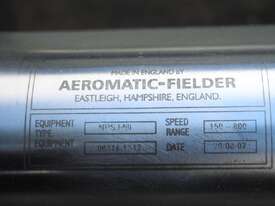 MADE IN ENGLAND BY
AEROMATIC-FIELDER
EASTLEIGH, HAMPSHIRE, ENGLAND.
EQUIPMENT SPEED
TYPE. RANGE 150 - 800
EQUIPMENT DATE